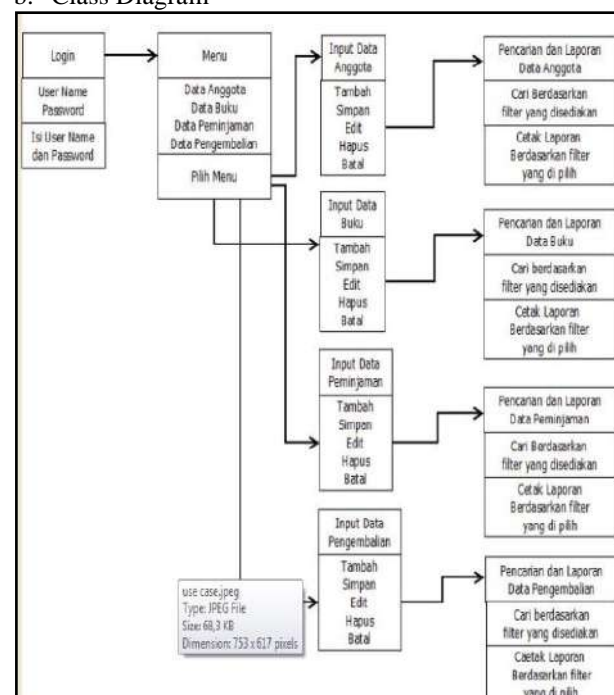 b. Class Diagram
Login
User Name
Password
Isi User Name
dan Password
Menu
Data Anggota
Data Buku
Data Peminjaman
Data Pengembalian
Pilih Menu
Input Data
Anggota
Tambah
Simpan
Edit
Hapus
Batal
Pencarian dan Laporan
Data Anggota
Cari Berdasarkan
filter yang disediakan
Cetak Laporan
Berdasarkan filter
yang di pilih
Input Data
Buku
Tambah
Simpan
Edit
Hapus
Batal
Pencarian dan Laporan
Data Buku
Cari berdasarkan
filter yang disediakan
Cetak Laporan
Berdasarkan filter
yang di pilih
Input Data
Peminjaman
Tambah
Simpan
Edit
Hapus
Batal
Pencarian dan Laporan
Data Peminjaman
Cari Berdasarkan
filter yang disediakan
Cetak Laporan
Berdasarkan filter
yang di pilih
Input Data
Pengembalian
Tambah
Simpan
Edit
Hapus
Batal
Pencarian dan Laporan
Data Pengembalian
Cari berdasarkan
filter yang disediakan
Caetak Laporan
Berdasarkan filter
yang di pilih
use case.jpeg
Type: JPEG File
Size: 68,3 KB
Dimension: 753 x 617 pixels